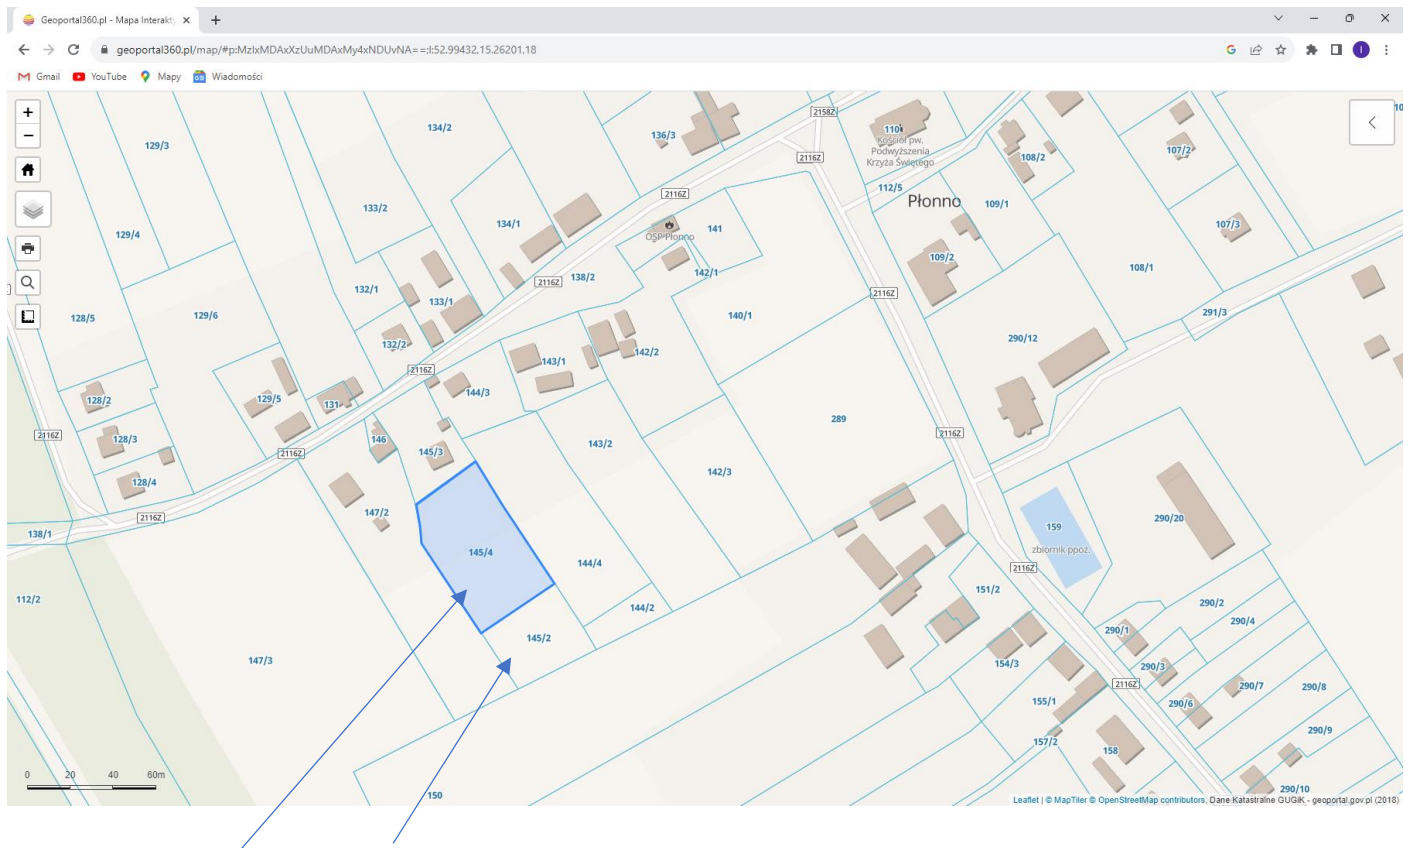 Geoportal360.pl - Mapa Interakty
geoportal360.pl/map/#p:MzIxMDAxXzUuMDAxMy4xNDUvNA==;l:52.99432,15.26201,18
G
I
Gmail YouTube Mapy Wiadomości
+
−
129/3
134/2
136/3
2158Z
110
Kościół pw.
Podwyższenia
Krzyża Świętego
2116Z
108/2
107/2
10
112/5
Płonno
109/1
133/2
134/1
2116Z
OSP Płonno
141
107/3
129/4
109/2
108/1
138/2
142/1
2116Z
132/1
133/1
2116Z
128/5
129/6
140/1
291/3
290/12
132/2
142/2
143/1
2116Z
144/3
128/2
129/5
131
289
2116Z
128/3
146
143/2
2116Z
2116Z
145/3
142/3
128/4
147/2
2116Z
138/1
159
290/20
zbiornik ppoż.
145/4
144/4
2116Z
151/2
112/2
144/2
290/2
290/4
290/1
145/2
147/3
154/3
290/3
2116Z
290/7
290/8
155/1
290/6
290/9
157/2
158
0 20 40 60m
150
290/10
Leaflet | © MapTiler © OpenStreetMap contributors, Dane Katastralne GUGiK - geoportal.gov.pl (2018)